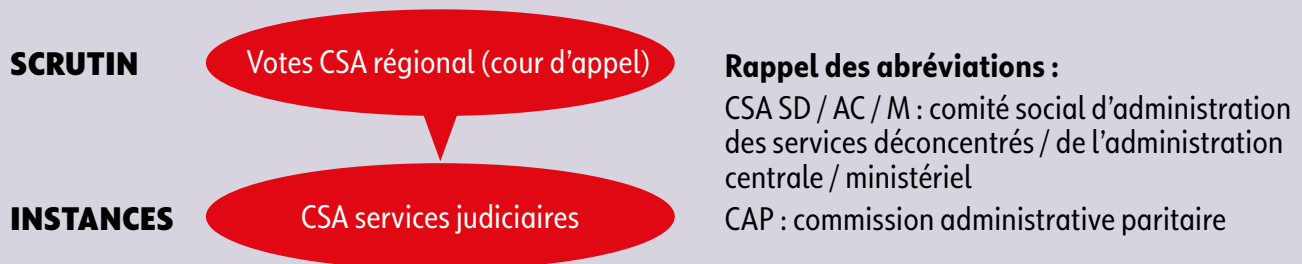 SCRUTIN
Votes CSA régional (cour d'appel)
INSTANCES
CSA services judiciaires
Rappel des abréviations :
CSA SD / AC / M : comité social d'administration
des services déconcentrés / de l'administration
centrale / ministériel
CAP : commission administrative paritaire